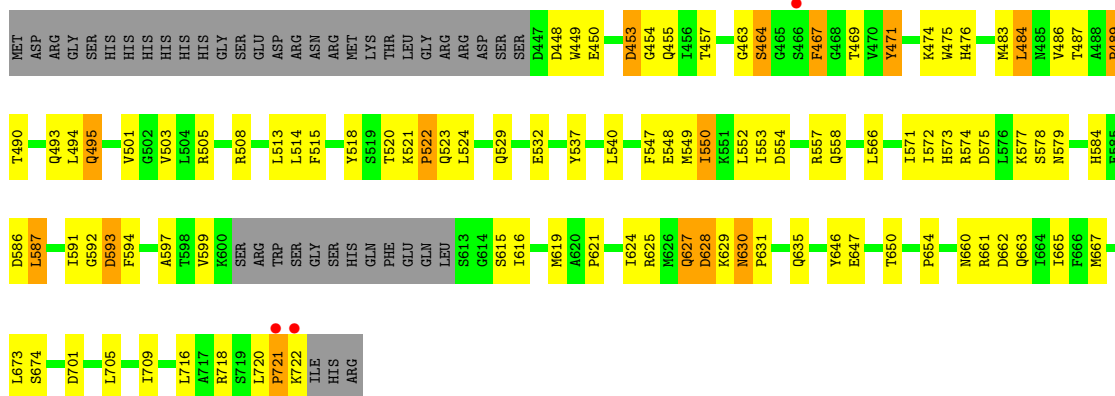 MET ASP ARG GLY SER HIS HIS HIS HIS HIS HIS GLY SER GLU ASP ARG ASN ARG MET LYS THR LEU GLY ARG ARG ASP SER SER D447 D448 W449 E450 D453 G454 Q455 I456 T457 G463 S464 G465 S466 F467 G468 T469 V470 Y471 K474 W475 H476 M483 L484 N485 V486 T487 A488
T490 Q493 L494 Q495 V501 G502 V503 L504 R505 R508 L513 L514 F515 Y518 S519 T520 K521 P522 Q523 L524 Q529 E532 Y537 L540 F547 E548 M549 I550 K551 L552 I553 D554 R557 Q558 L566 I571 I572 H573 R574 D575 L576 K577 S578 N579 H584
D586 L587 I591 G592 D593 F594 A597 T598 V599 K600 SER ARG TRP SER GLY SER HIS GLN PHE GLU GLN LEU S613 G614 S615 I616 M619 A620 P621 I624 R625 M626 Q627 D628 K629 N630 P631 Q635 Y646 E647 T650 P654 N660 R661 D662 Q663 I664 I665 F666 M667
L673 S674 D701 L705 I709 L716 A717 R718 S719 L720 P721 K722 ILE HIS ARG